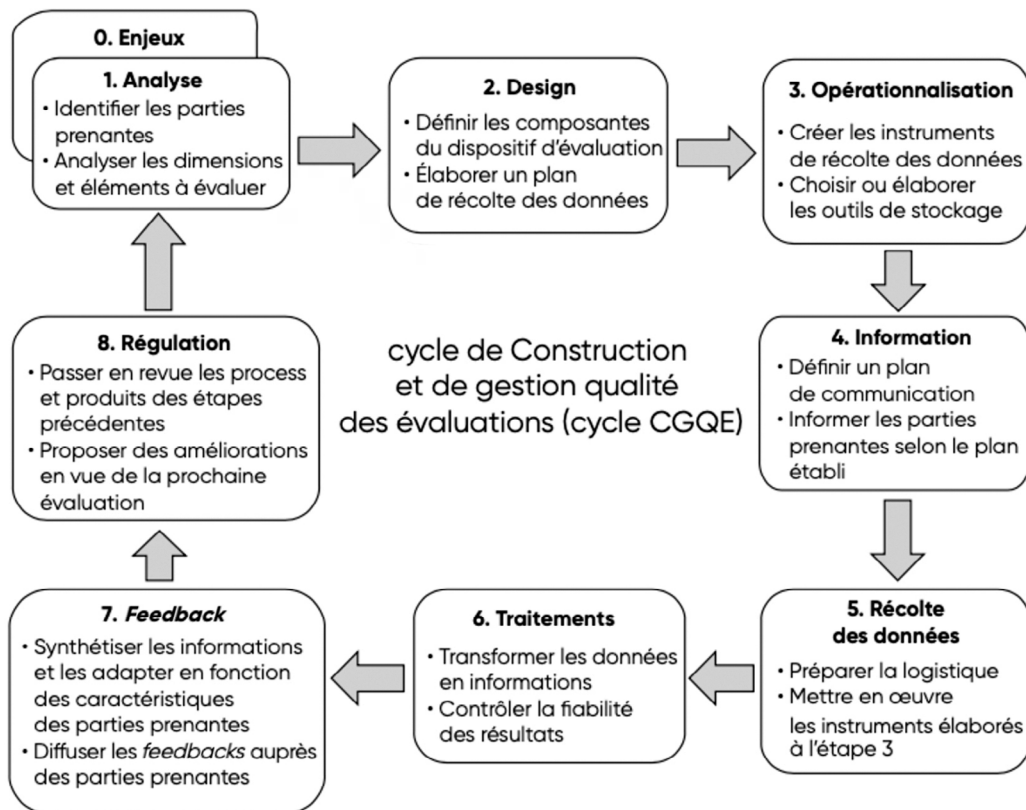 0. Enjeux
1. Analyse
• Identifier les parties
prenantes
• Analyser les dimensions
et éléments à évaluer
2. Design
• Définir les composantes
du dispositif d’évaluation
• Élaborer un plan
de récolte des données
3. Opérationnalisation
• Créer les instruments
de récolte des données
• Choisir ou élaborer
les outils de stockage
4. Information
• Définir un plan
de communication
• Informer les parties
prenantes selon le plan
établi
5. Récolte
des données
• Préparer la logistique
• Mettre en œuvre
les instruments élaborés
à l’étape 3
6. Traitements
• Transformer les données
en informations
• Contrôler la fiabilité
des résultats
7. Feedback
• Synthétiser les informations
et les adapter en fonction
des caractéristiques
des parties prenantes
• Diffuser les feedbacks auprès
des parties prenantes
8. Régulation
• Passer en revue les process
et produits des étapes
précédentes
• Proposer des améliorations
en vue de la prochaine
évaluation
cycle de Construction
et de gestion qualité
des évaluations (cycle CGQE)